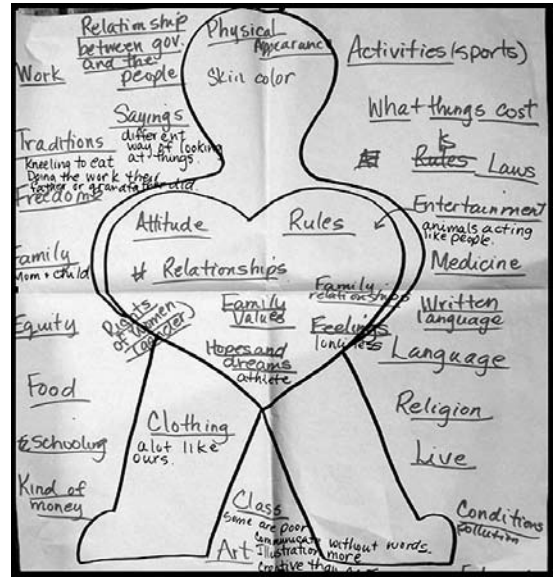 Relationship
between gov.
and the
people
Work
Sayings
different
way of looking
at things.
Traditions
Kneeling to eat
Doing the work their
father or grandfather did.
Freedoms
Family
Mom + child
Equity
Food
Schooling
Kind of
money
Physical
Appearance
Skin color
Attitude
Rules
# Relationships
Family
Values
Family
relationships
Feelings
loneliness
Hopes and
dreams
athlete
Rights
of Women
(gender)
Clothing
alot like
ours.
Class
Some are poor
Art
Communicate without words.
Illustration more
creative than
Activities (sports)
What things cost
Rules Laws
Entertainment
animals acting
like people.
Medicine
Written
language
Language
Religion
Live
Conditions
pollution